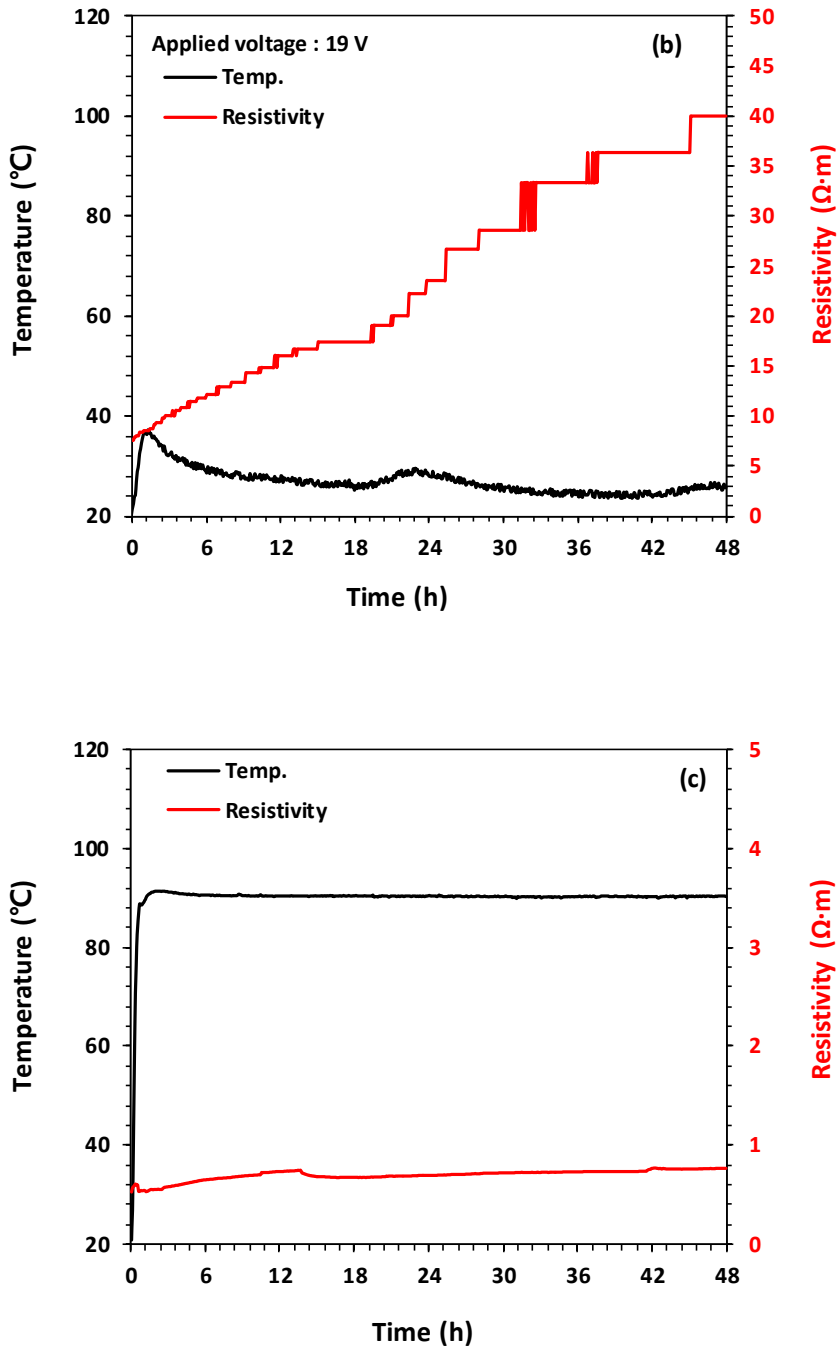 Applied voltage : 19 V
(b)
Temp.
Resistivity
120
100
80
60
40
20
Temperature (℃)
50
45
40
35
30
25
20
15
10
5
0
Resistivity (Ω·m)
0 6 12 18 24 30 36 42 48
Time (h)
(c)
Temp.
Resistivity
120
100
80
60
40
20
Temperature (℃)
5
4
3
2
1
0
Resistivity (Ω·m)
0 6 12 18 24 30 36 42 48
Time (h)